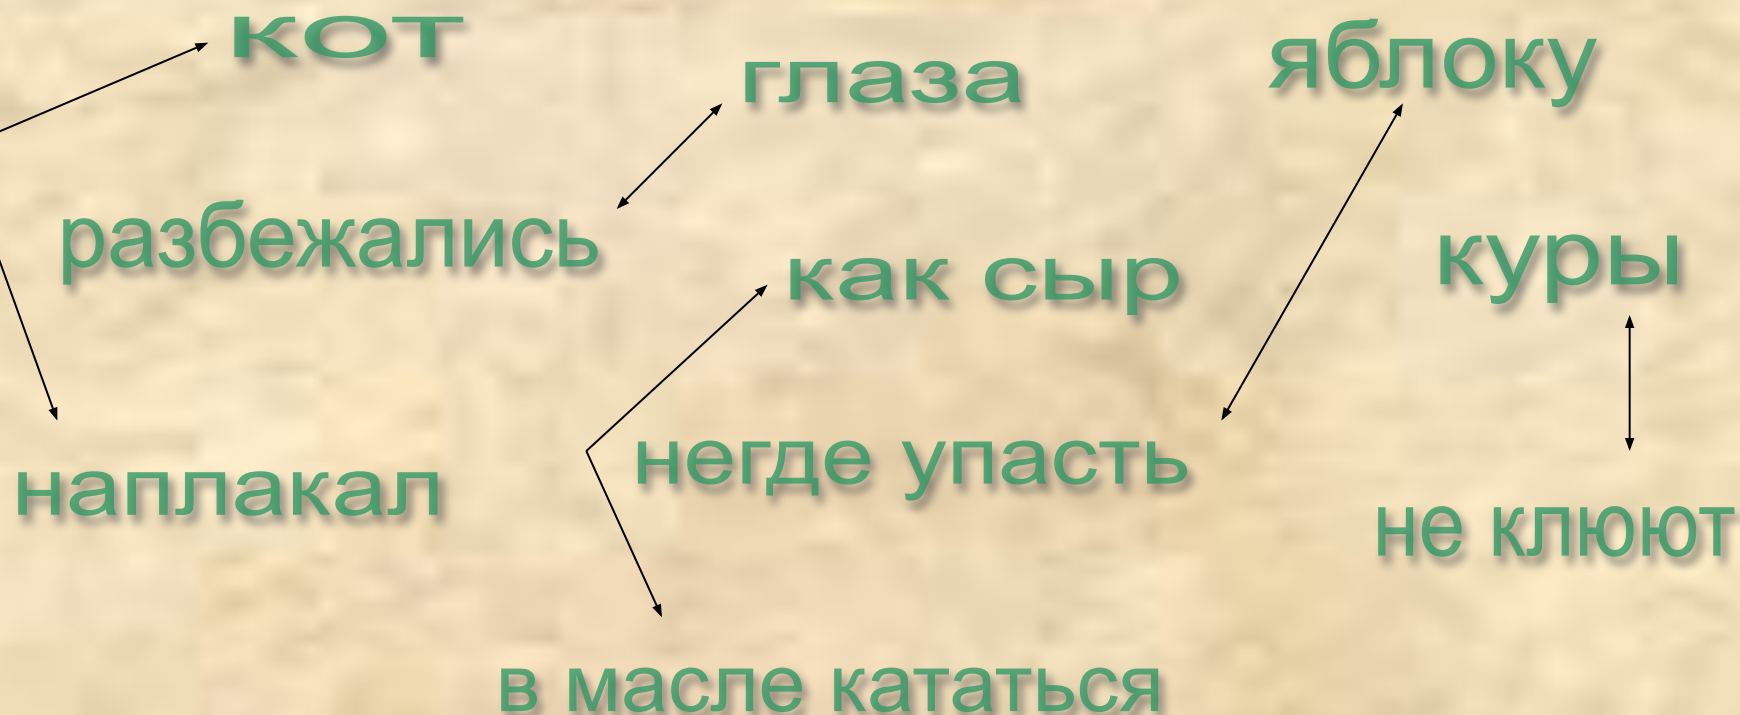 кот
глаза
яблоку
разбежались
как сыр
куры
наплакал
негде упасть
не клюют
в масле кататься